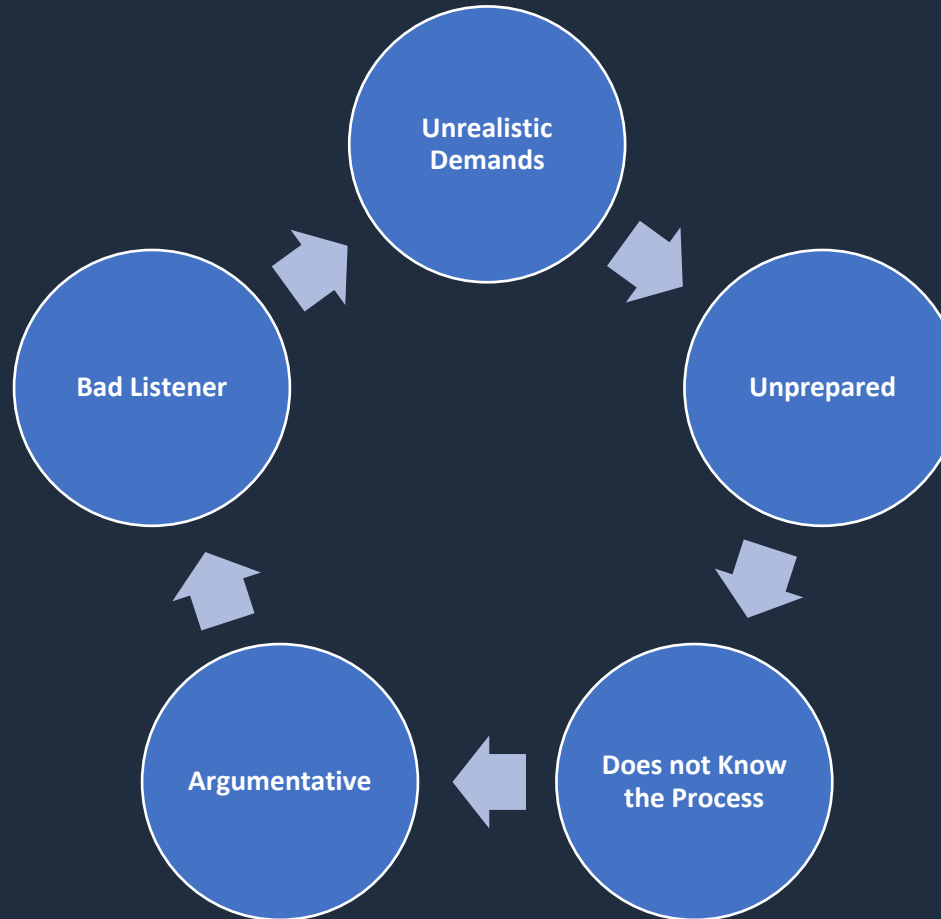 Unrealistic
Demands
Unprepared
Does not Know
the Process
Argumentative
Bad Listener